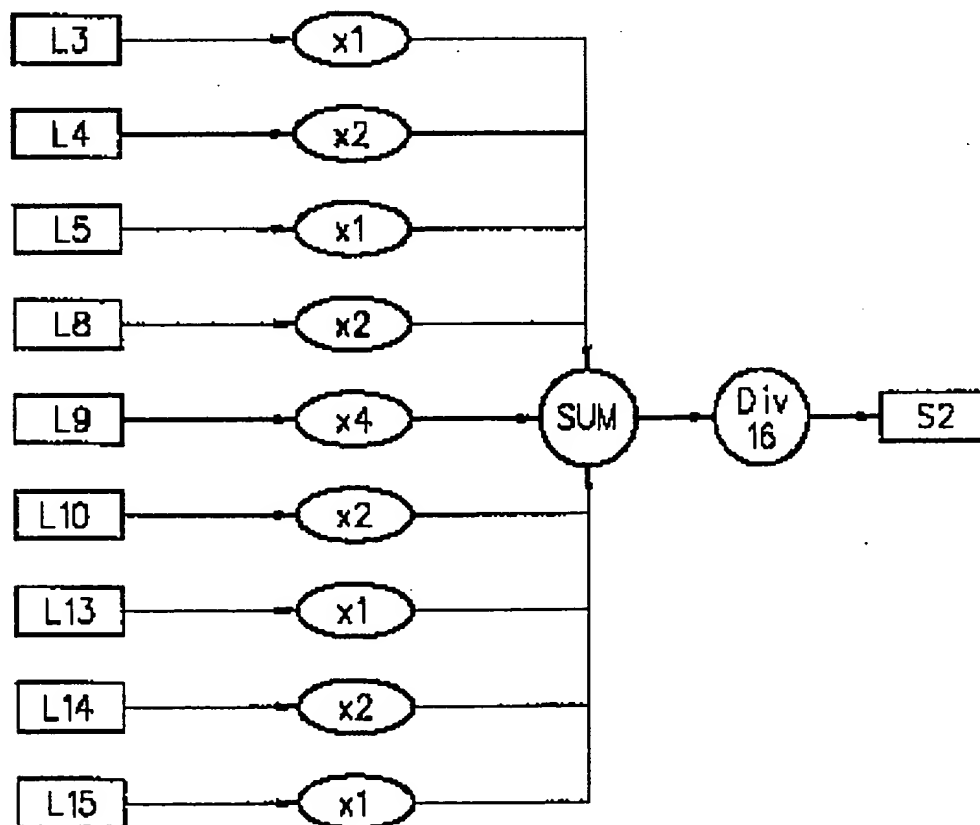 L3 x1
L4 x2
L5 x1
L8 x2
L9 x4 SUM Div 16 S2
L10 x2
L13 x1
L14 x2
L15 x1